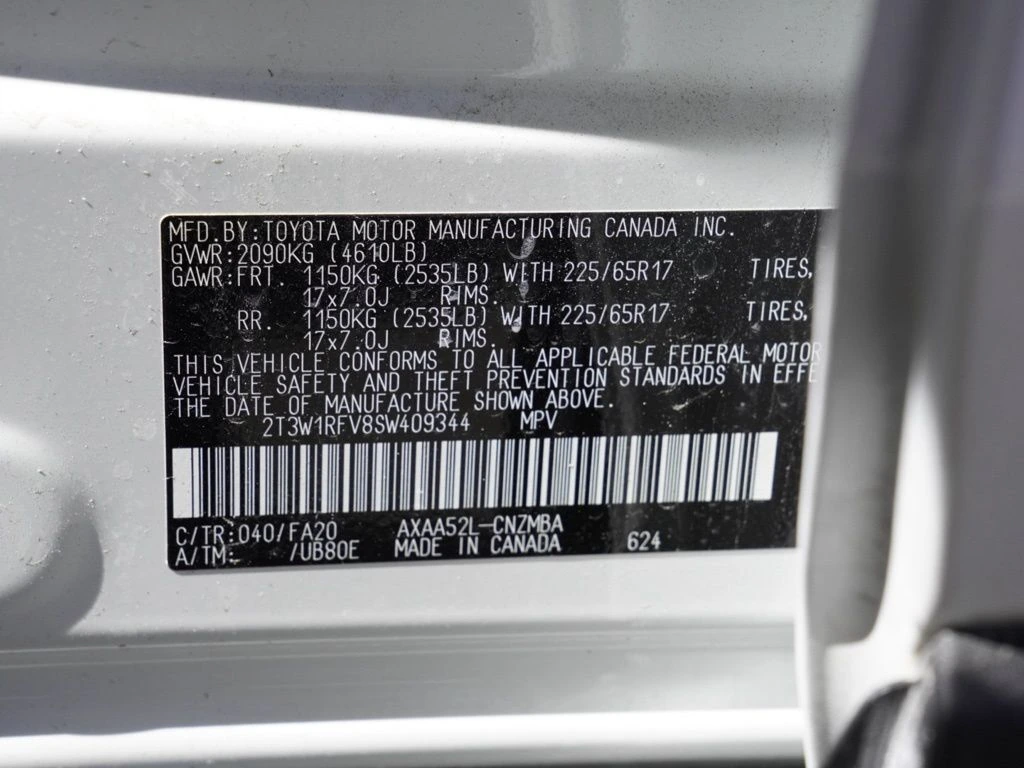 MFD.BY:TOYOTA MOTOR MANUFACTURING CANADA INC.
GVWR:2090KG (4610LB)
GAWR:FRT. 1150KG (2535LB) WITH 225/65R17 TIRES,
17x7.0J RIMS.
RR. 1150KG (2535LB) WITH 225/65R17 TIRES,
17x7.0J RIMS.
THIS VEHICLE CONFORMS TO ALL APPLICABLE FEDERAL MOTOR
VEHICLE SAFETY AND THEFT PREVENTION STANDARDS IN EFFE
THE DATE OF MANUFACTURE SHOWN ABOVE.
2T3W1RFV8SW409344 MPV
C/TR:040/FA20 AXAA52L-CNZMBA
A/TM: /UB80E MADE IN CANADA 624